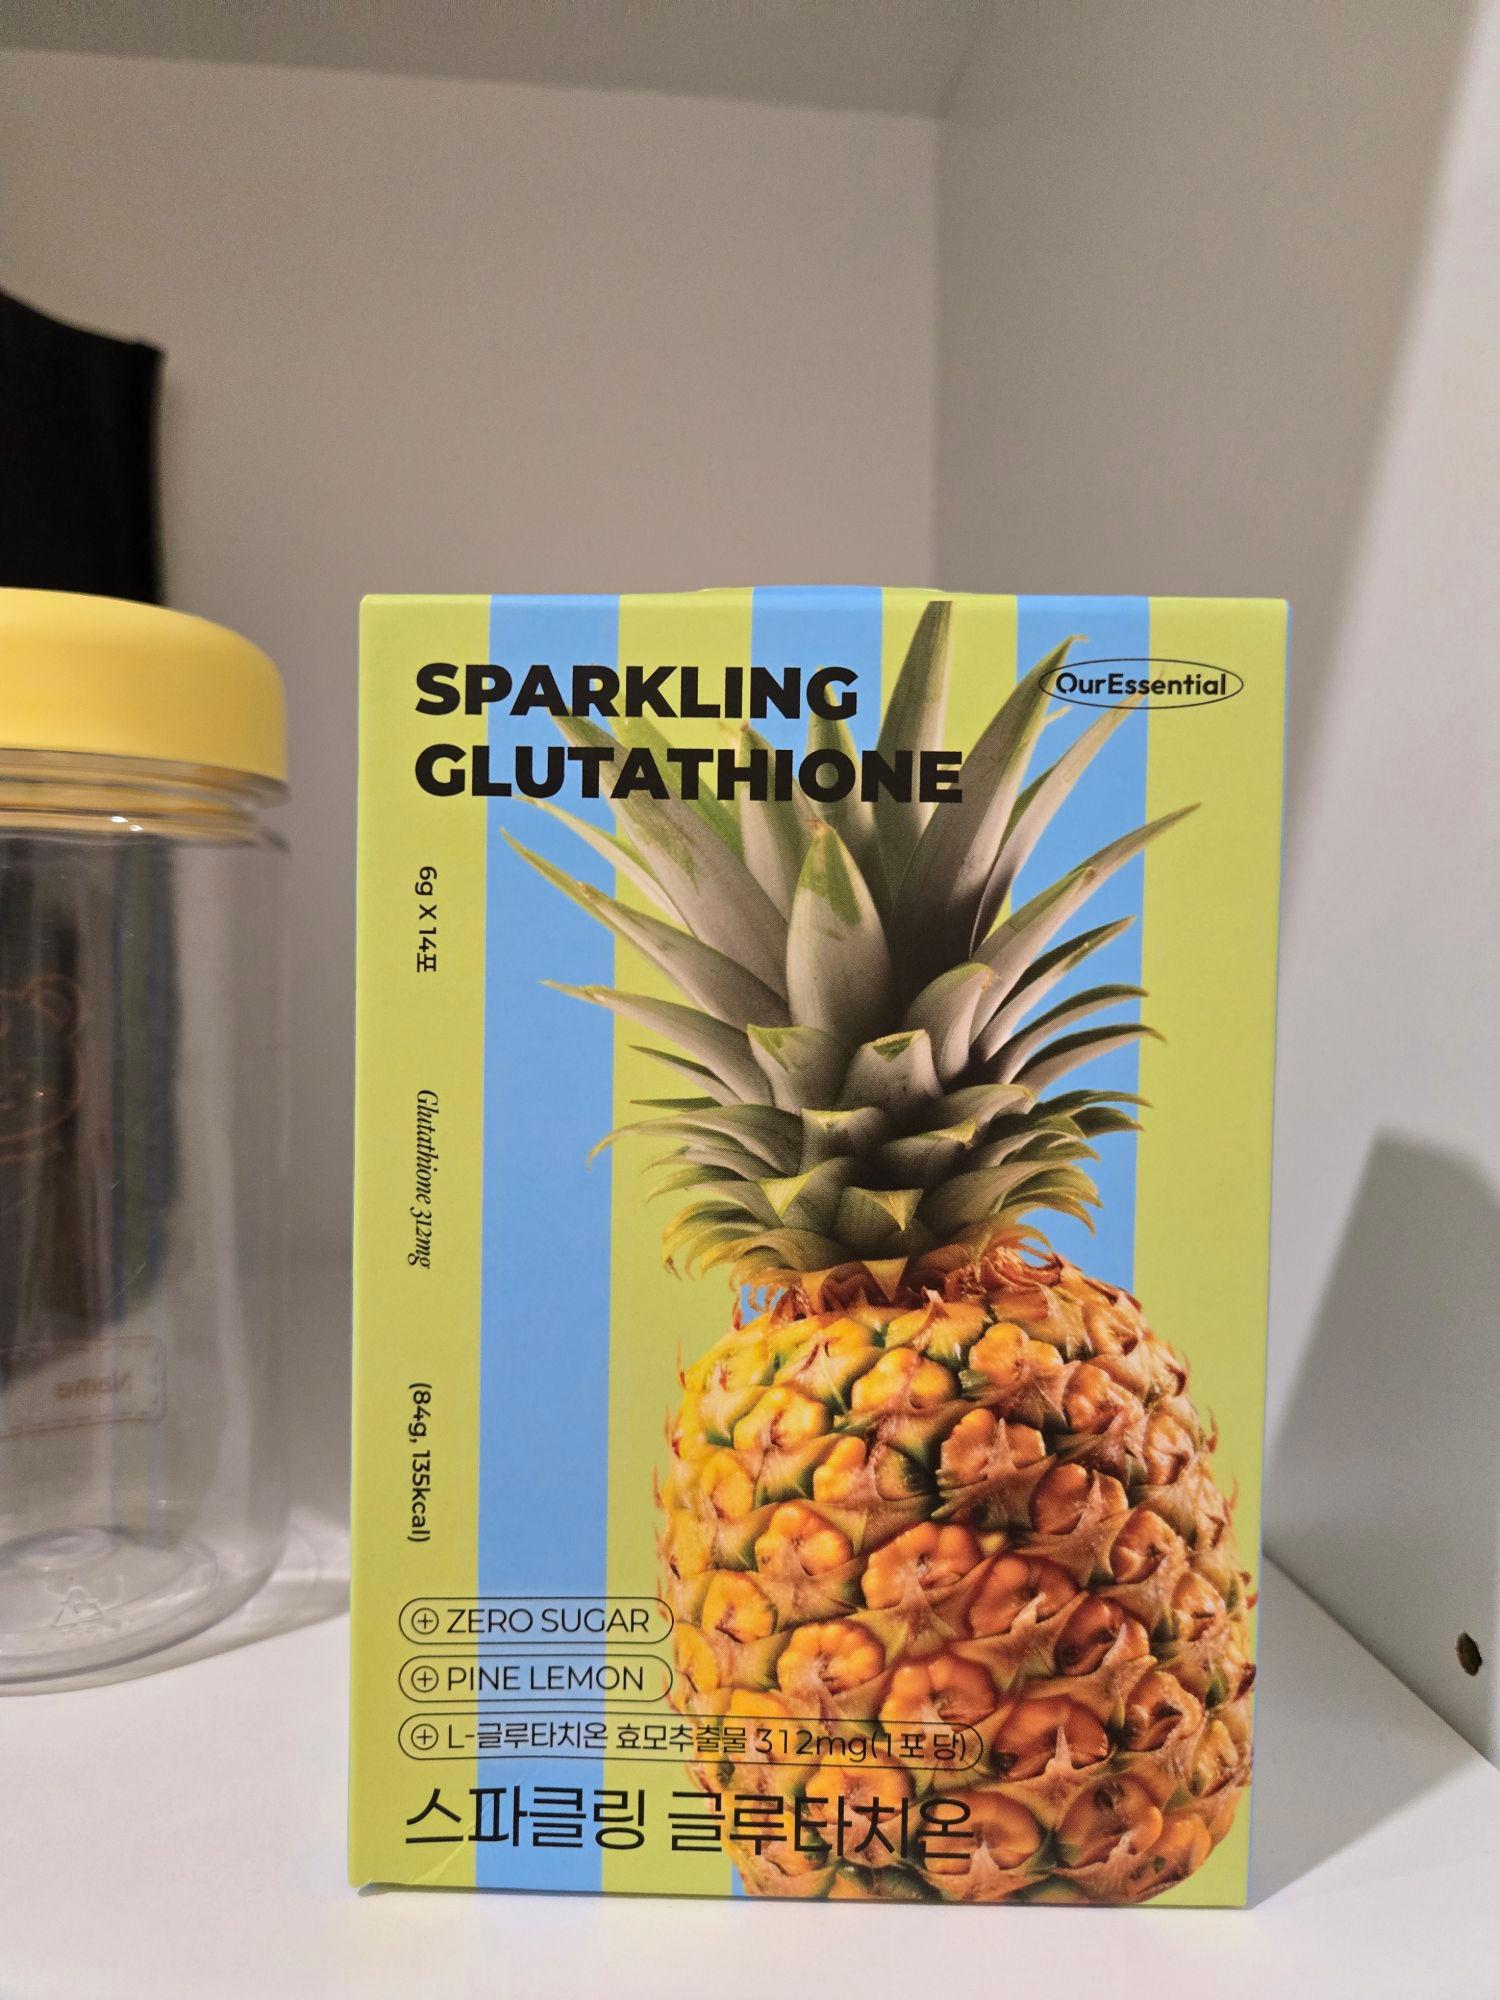 SPARKLING
GLUTATHIONE
OurEssential
6g X 14포
Glutathione 312mg
(84g, 135kcal)
ZERO SUGAR
PINE LEMON
L-글루타치온 효모추출물 312mg(1포 당)
스파클링 글루타치온
Name